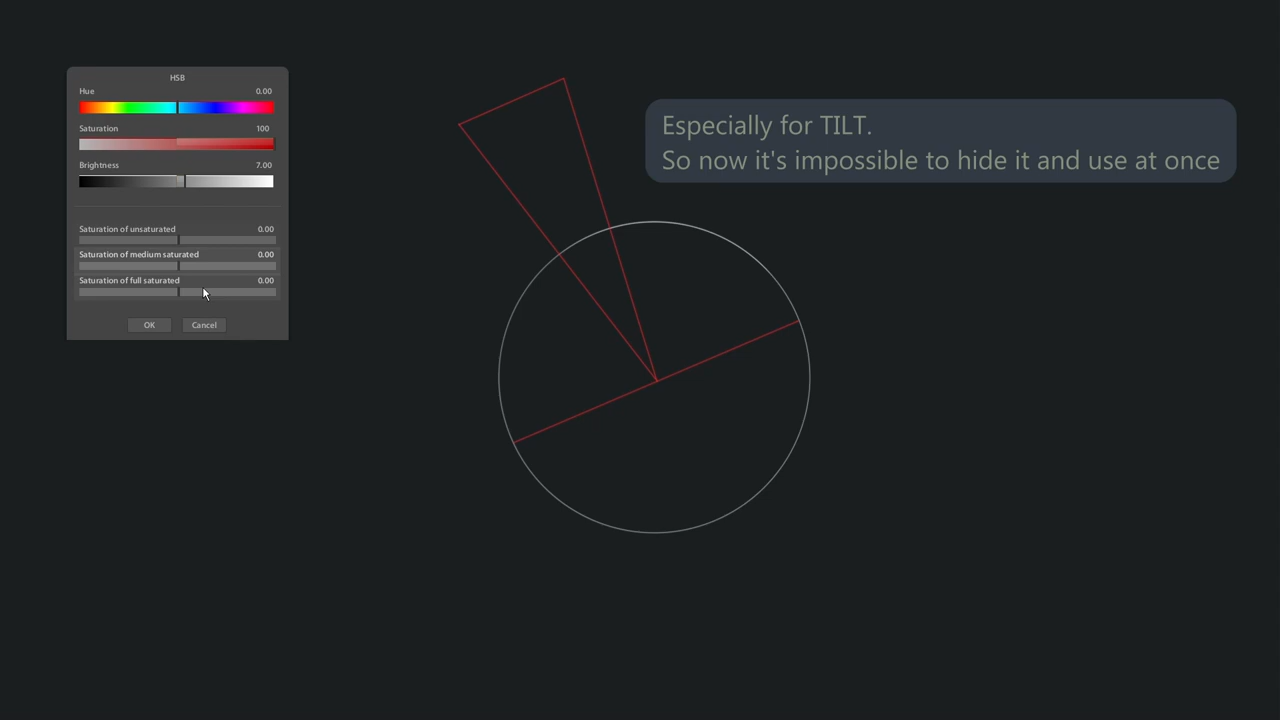 HSB
Hue 0.00
Saturation 100
Brightness 7.00
Saturation of unsaturated 0.00
Saturation of medium saturated 0.00
Saturation of full saturated 0.00
OK Cancel
Especially for TILT.
So now it's impossible to hide it and use at once